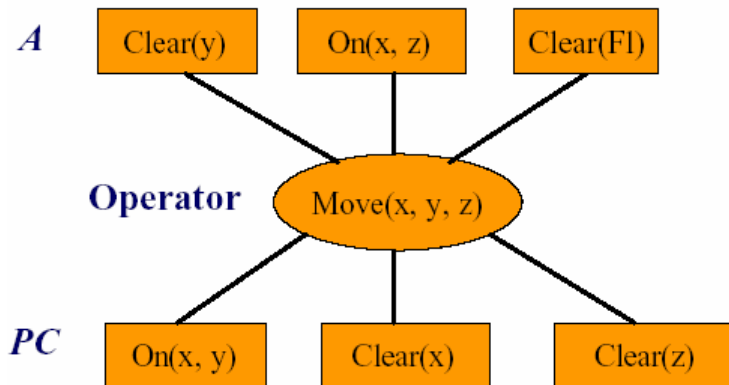 A
Clear(y)
On(x, z)
Clear(Fl)
Operator
Move(x, y, z)
PC
On(x, y)
Clear(x)
Clear(z)